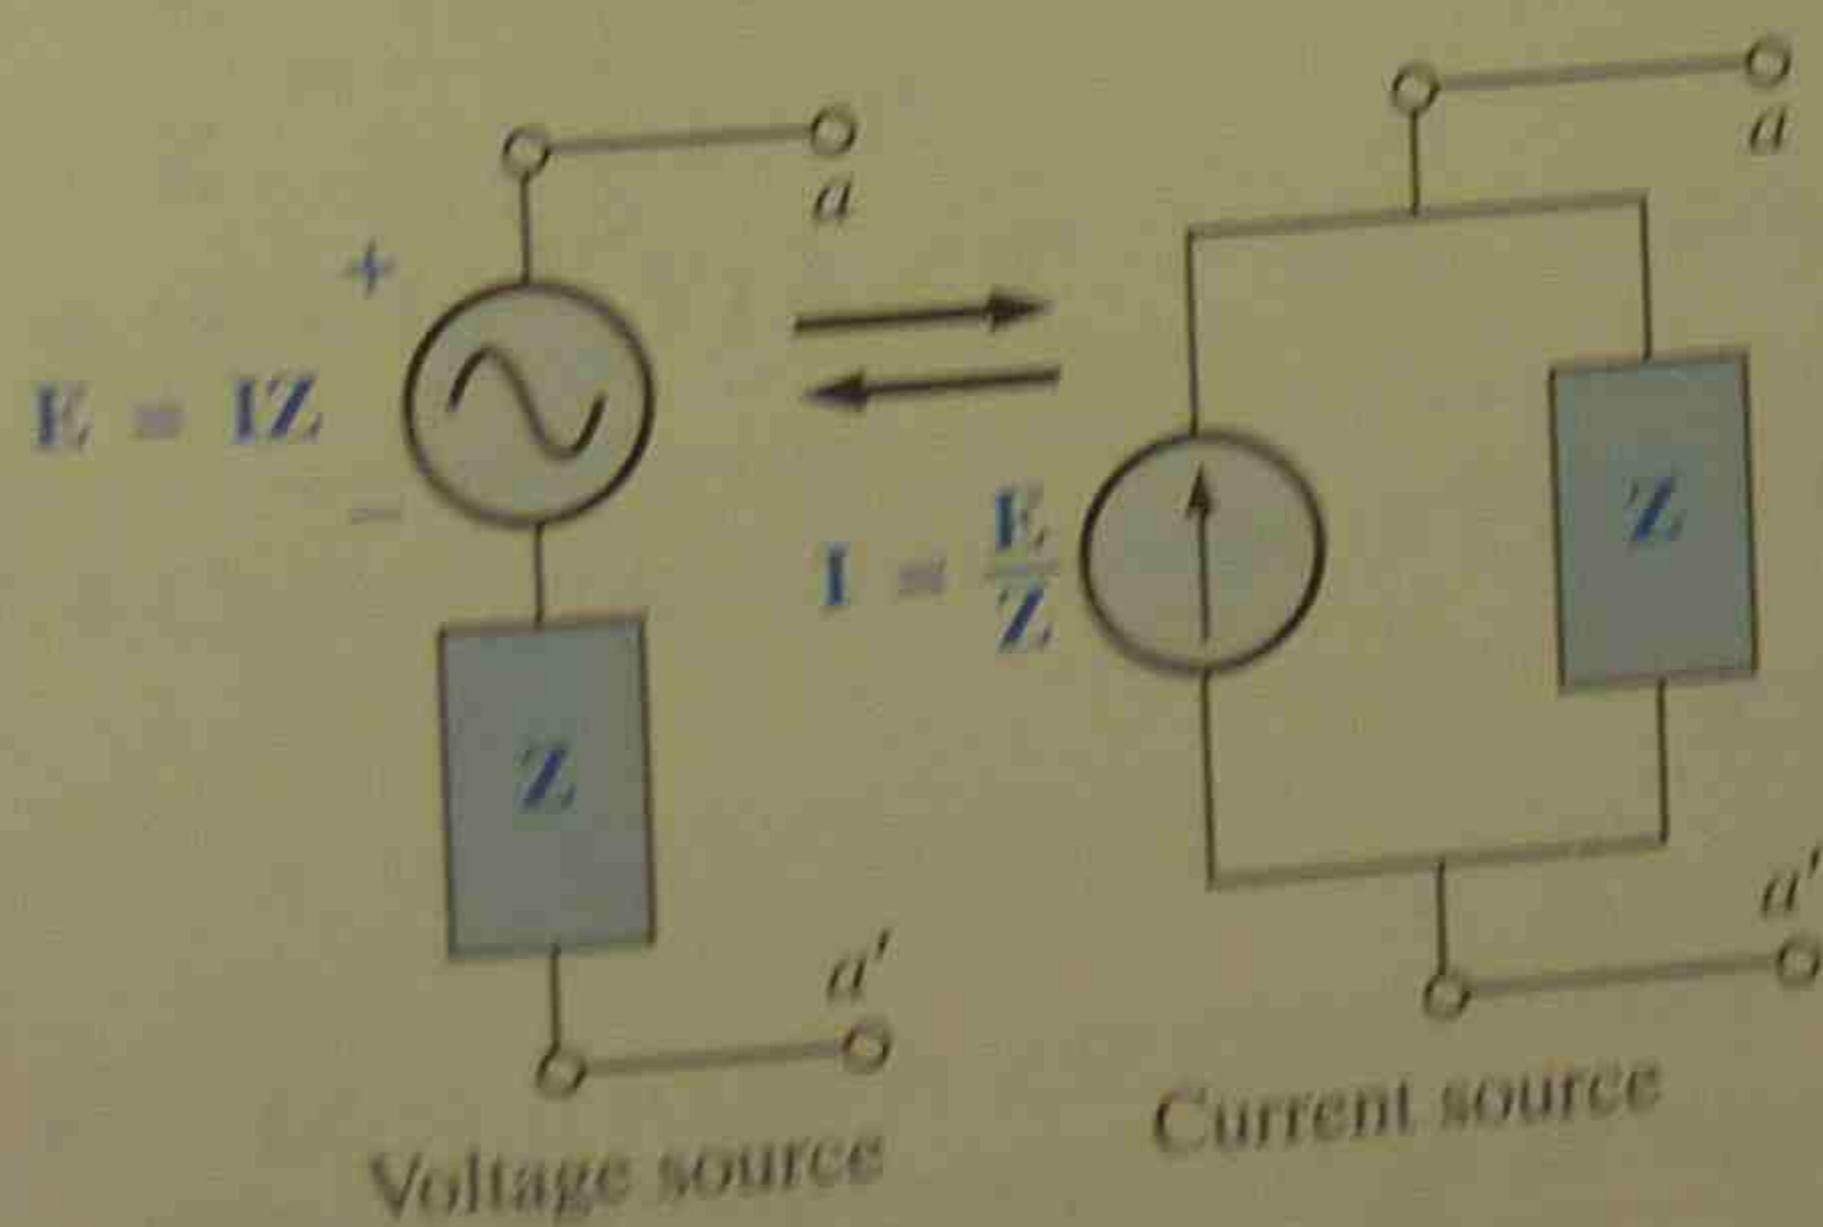 a
a
+
E = IZ
−
I = E/Z
Z
Z
a'
a'
Voltage source
Current source